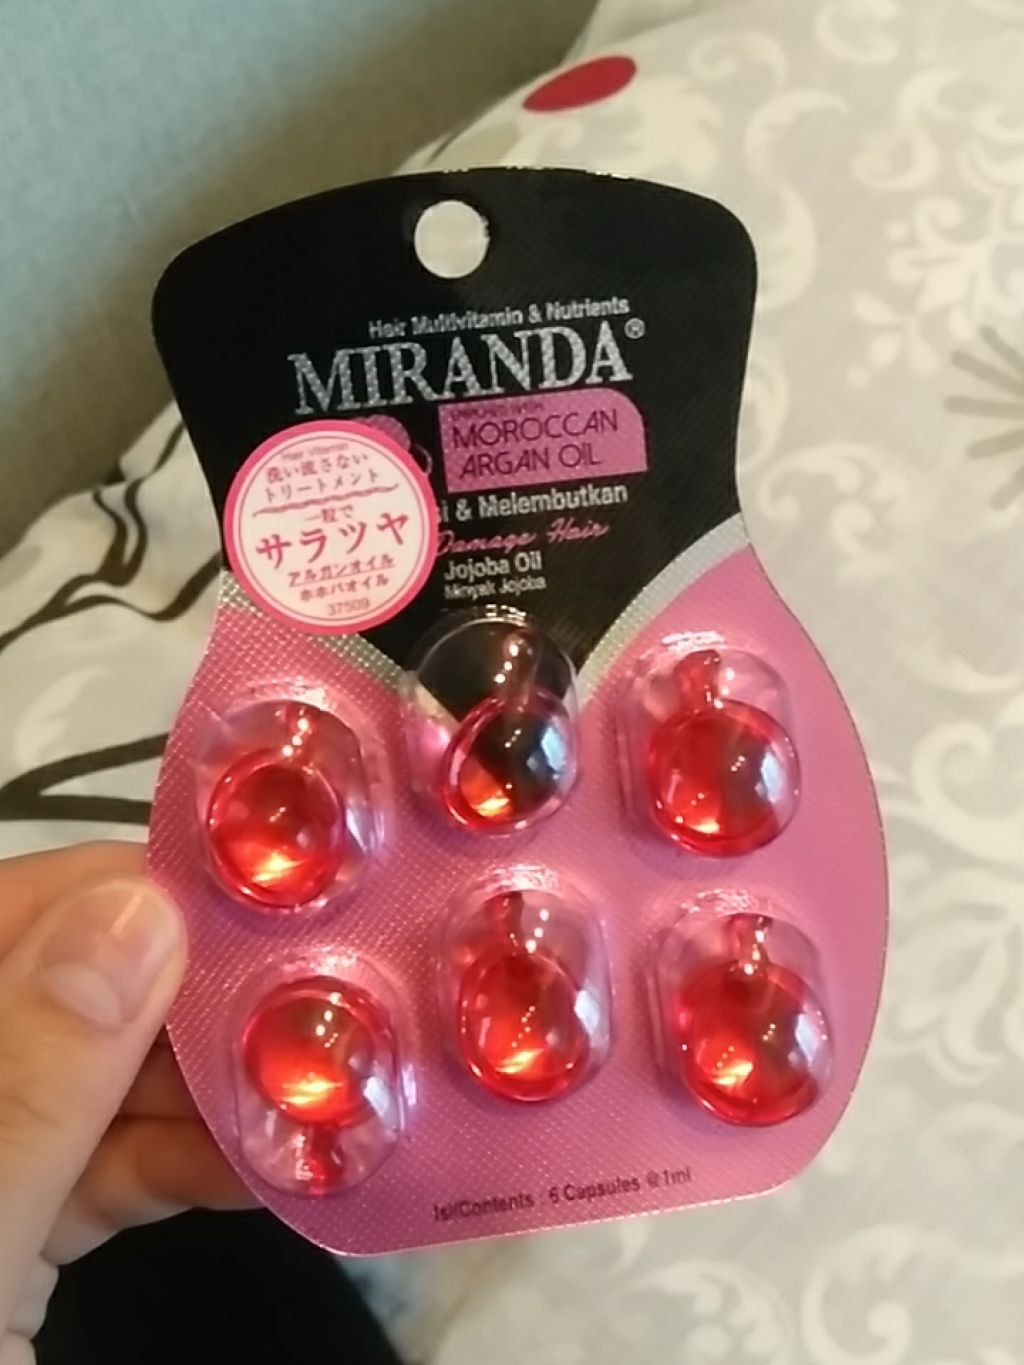 Hair Multivitamin & Nutrients
MIRANDA®
ENRICHED WITH
MOROCCAN
ARGAN OIL
i & Melembutkan
Damage Hair
Jojoba Oil
Minyak Jojoba
Hair vitamin
洗い流さない
トリートメント
一粒で
サラツヤ
アルガンオイル
ホホバオイル
37509
Isi/Contents : 6 Capsules @ 1ml